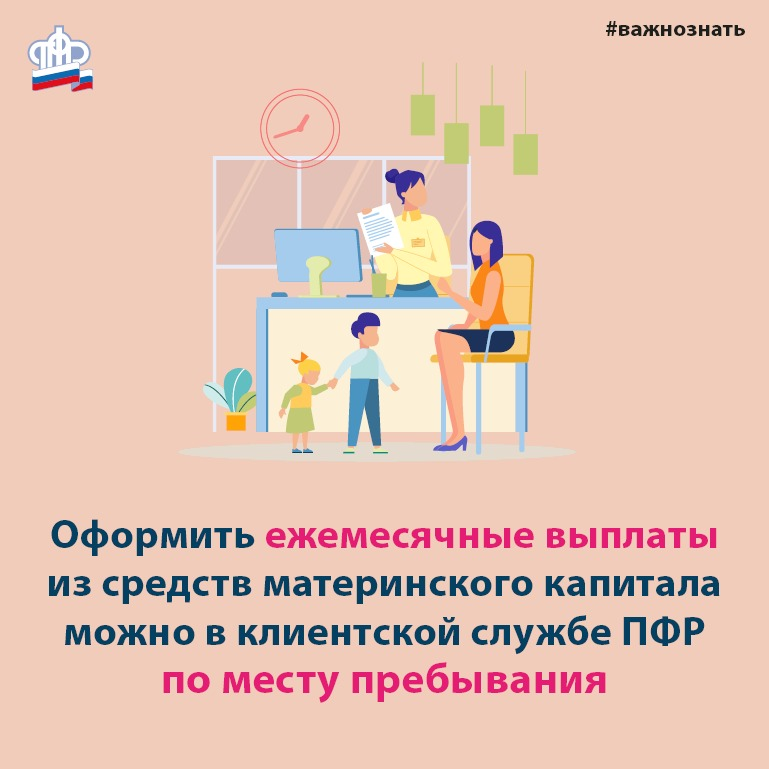 #важнознать
Оформить ежемесячные выплаты
из средств материнского капитала
можно в клиентской службе ПФР
по месту пребывания